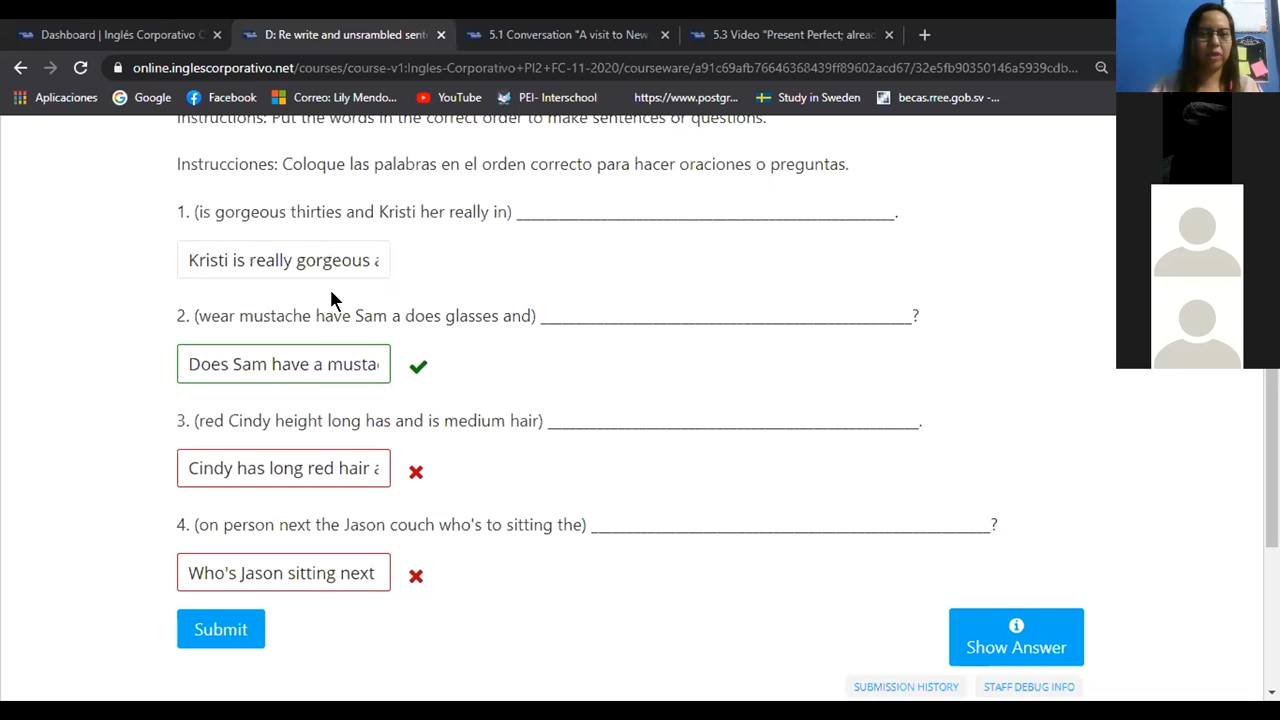 Dashboard | Inglés Corporativo C
D: Re write and unsrambled sent
5.1 Conversation "A visit to New
5.3 Video "Present Perfect; alrea
online.inglescorporativo.net/courses/course-v1:Ingles-Corporativo+PI2+FC-11-2020/courseware/a91c69afb76646368439ff89602acd67/32e5fb90350146a5939cdb...
Aplicaciones Google Facebook Correo: Lily Mendo... YouTube PEI- Interschool https://www.postgr... Study in Sweden becas.rree.gob.sv -...
Instructions: Put the words in the correct order to make sentences or questions.
Instrucciones: Coloque las palabras en el orden correcto para hacer oraciones o preguntas.
1. (is gorgeous thirties and Kristi her really in) ____________________________________________.
Kristi is really gorgeous a
2. (wear mustache have Sam a does glasses and) ___________________________________________?
Does Sam have a musta
3. (red Cindy height long has and is medium hair) ___________________________________________.
Cindy has long red hair a
4. (on person next the Jason couch who's to sitting the) ______________________________________________?
Who's Jason sitting next
Submit
i
Show Answer
SUBMISSION HISTORY STAFF DEBUG INFO